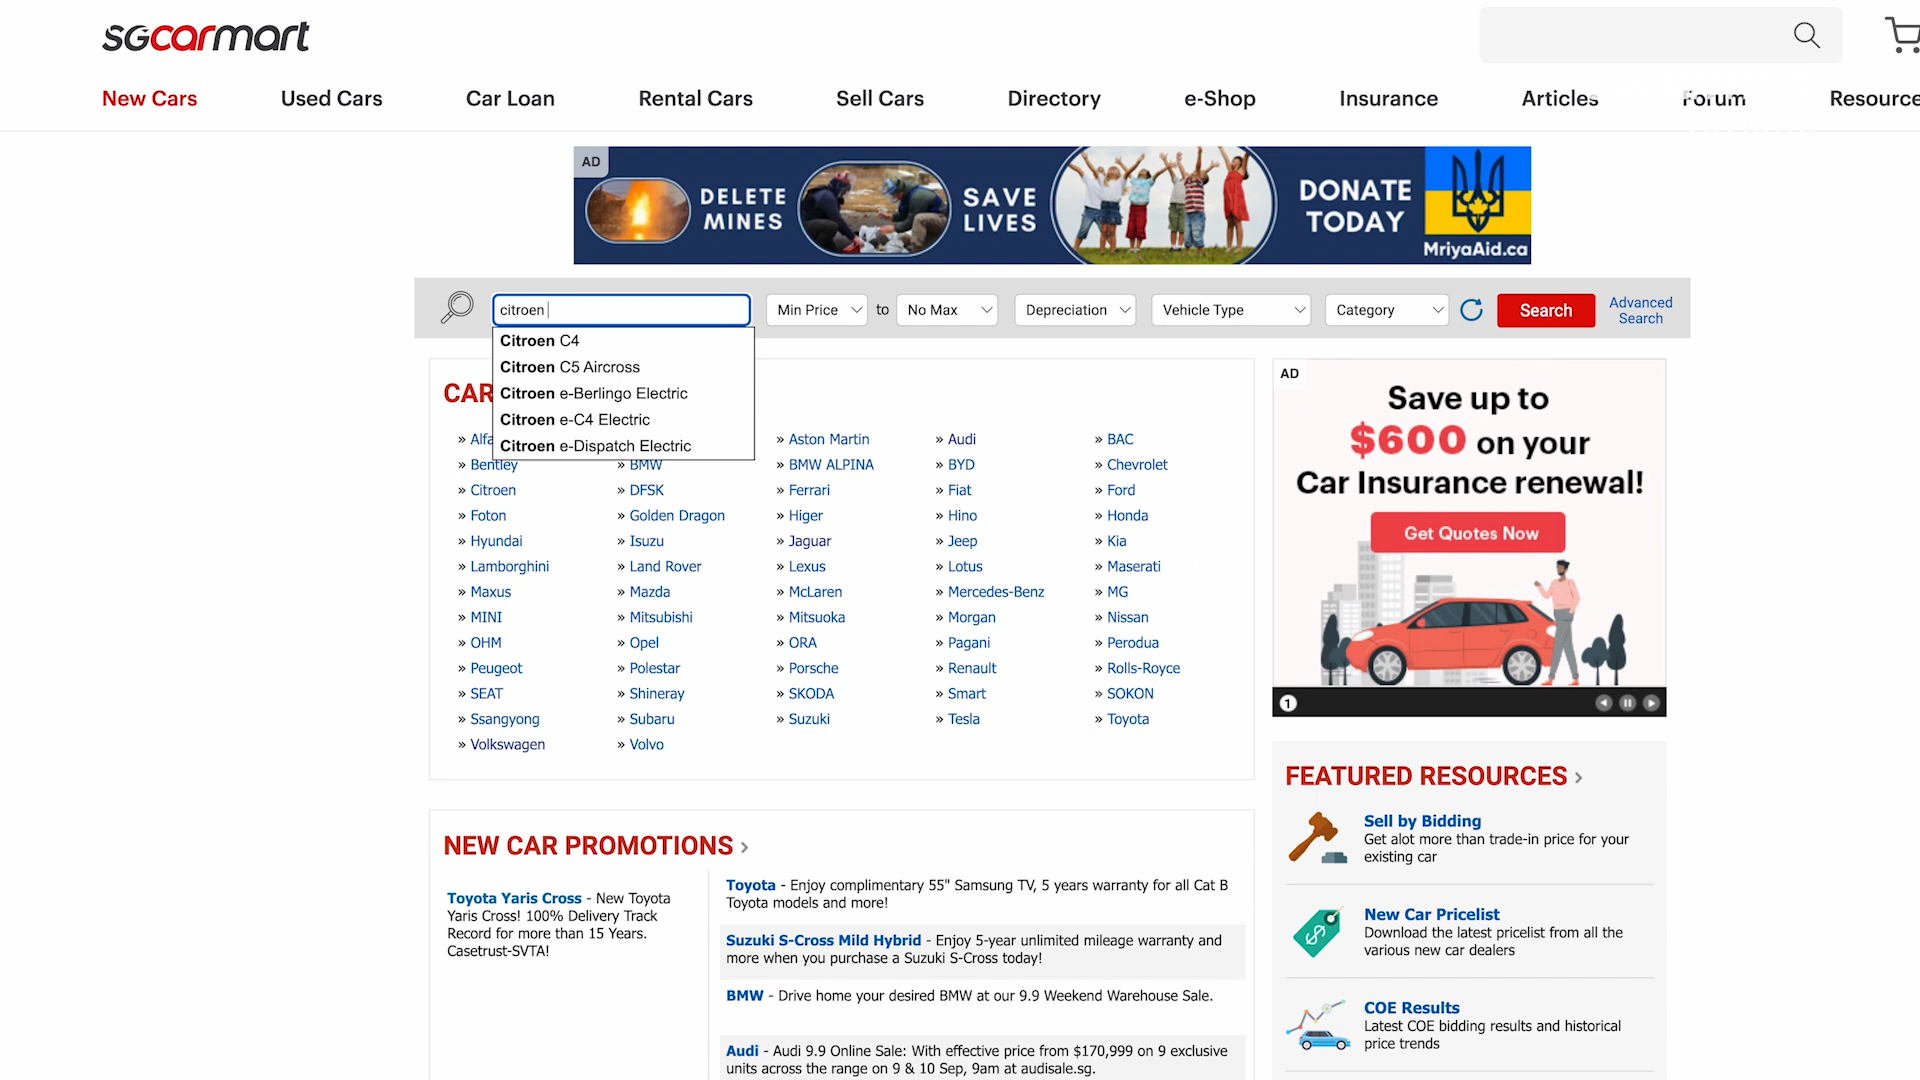 sgcarmart
New Cars
Used Cars
Car Loan
Rental Cars
Sell Cars
Directory
e-Shop
Insurance
Articles
Forum
Resource
AD
DELETE
MINES
SAVE
LIVES
DONATE
TODAY
MriyaAid.ca
citroen
Min Price
to
No Max
Depreciation
Vehicle Type
Category
Search
Advanced
Search
Citroen C4
Citroen C5 Aircross
Citroen e-Berlingo Electric
Citroen e-C4 Electric
Citroen e-Dispatch Electric
CAR
» Alfa
» Aston Martin
» Audi
» BAC
» Bentley
» BMW
» BMW ALPINA
» BYD
» Chevrolet
» Citroen
» DFSK
» Ferrari
» Fiat
» Ford
» Foton
» Golden Dragon
» Higer
» Hino
» Honda
» Hyundai
» Isuzu
» Jaguar
» Jeep
» Kia
» Lamborghini
» Land Rover
» Lexus
» Lotus
» Maserati
» Maxus
» Mazda
» McLaren
» Mercedes-Benz
» MG
» MINI
» Mitsubishi
» Mitsuoka
» Morgan
» Nissan
» OHM
» Opel
» ORA
» Pagani
» Perodua
» Peugeot
» Polestar
» Porsche
» Renault
» Rolls-Royce
» SEAT
» Shineray
» SKODA
» Smart
» SOKON
» Ssangyong
» Subaru
» Suzuki
» Tesla
» Toyota
» Volkswagen
» Volvo
AD
Save up to
$600 on your
Car Insurance renewal!
Get Quotes Now
1
NEW CAR PROMOTIONS ›
Toyota Yaris Cross - New Toyota
Yaris Cross! 100% Delivery Track
Record for more than 15 Years.
Casetrust-SVTA!
Toyota - Enjoy complimentary 55" Samsung TV, 5 years warranty for all Cat B
Toyota models and more!
Suzuki S-Cross Mild Hybrid - Enjoy 5-year unlimited mileage warranty and
more when you purchase a Suzuki S-Cross today!
BMW - Drive home your desired BMW at our 9.9 Weekend Warehouse Sale.
Audi - Audi 9.9 Online Sale: With effective price from $170,999 on 9 exclusive
units across the range on 9 & 10 Sep, 9am at audisale.sg.
FEATURED RESOURCES ›
Sell by Bidding
Get alot more than trade-in price for your
existing car
New Car Pricelist
Download the latest pricelist from all the
various new car dealers
COE Results
Latest COE bidding results and historical
price trends